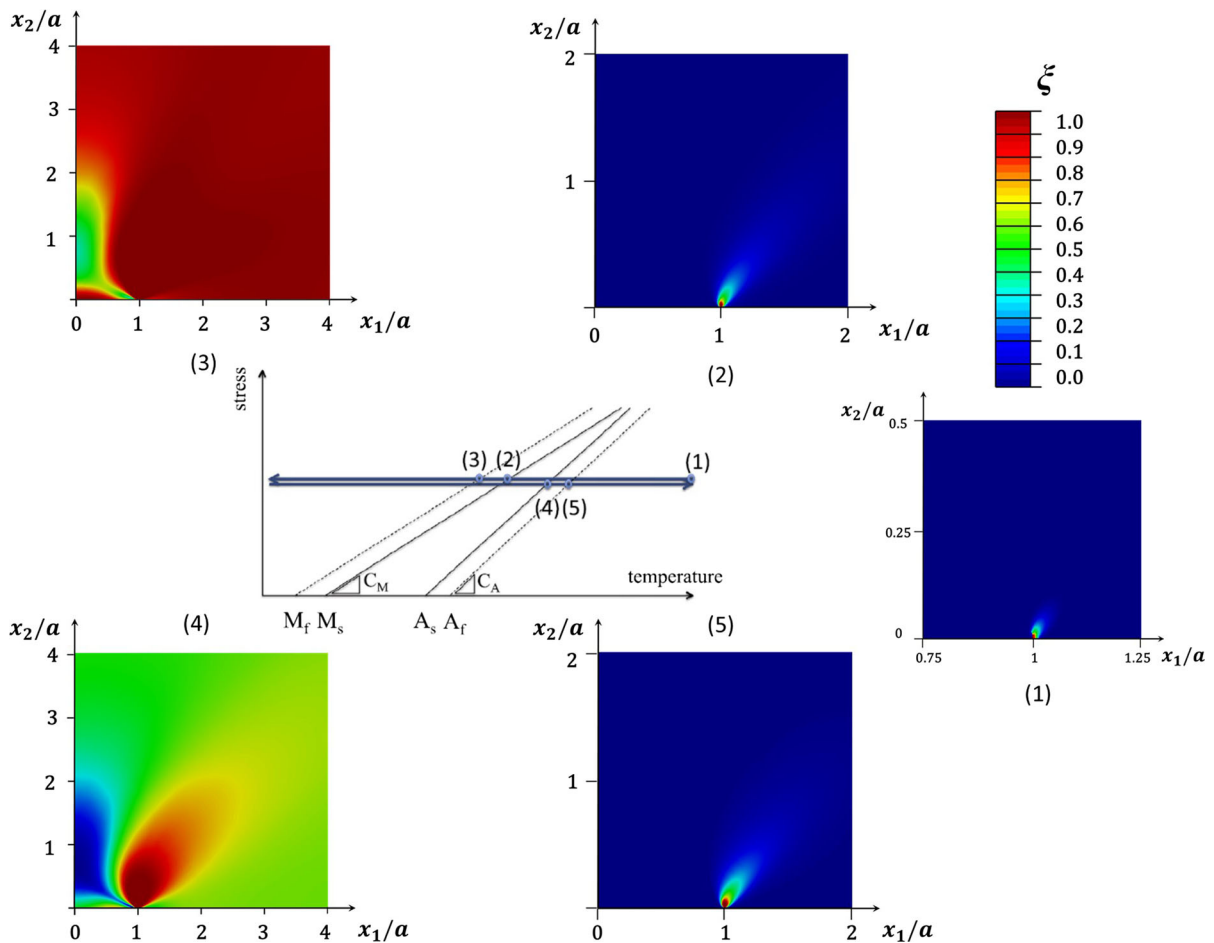 x₂/a
4
3
2
1
0
0 1 2 3 4
x₁/a
(3)
x₂/a
2
1
0
0 1 2
x₁/a
(2)
ξ
1.0
0.9
0.8
0.7
0.6
0.5
0.4
0.3
0.2
0.1
0.0
stress
(3) (2) (1)
(4) (5)
C_M
C_A
temperature
M_f M_s A_s A_f
x₂/a
0.5
0.25
0
0.75 1 1.25
x₁/a
(1)
x₂/a
(4)
4
3
2
1
0
0 1 2 3 4
x₁/a
x₂/a
(5)
2
1
0
0 1 2
x₁/a